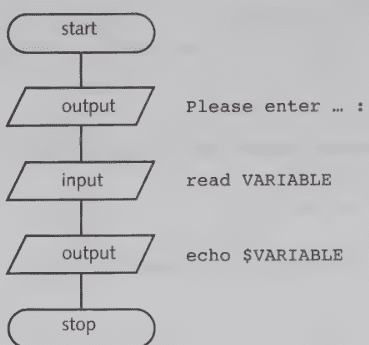 start
output Please enter … :
input read VARIABLE
output echo $VARIABLE
stop